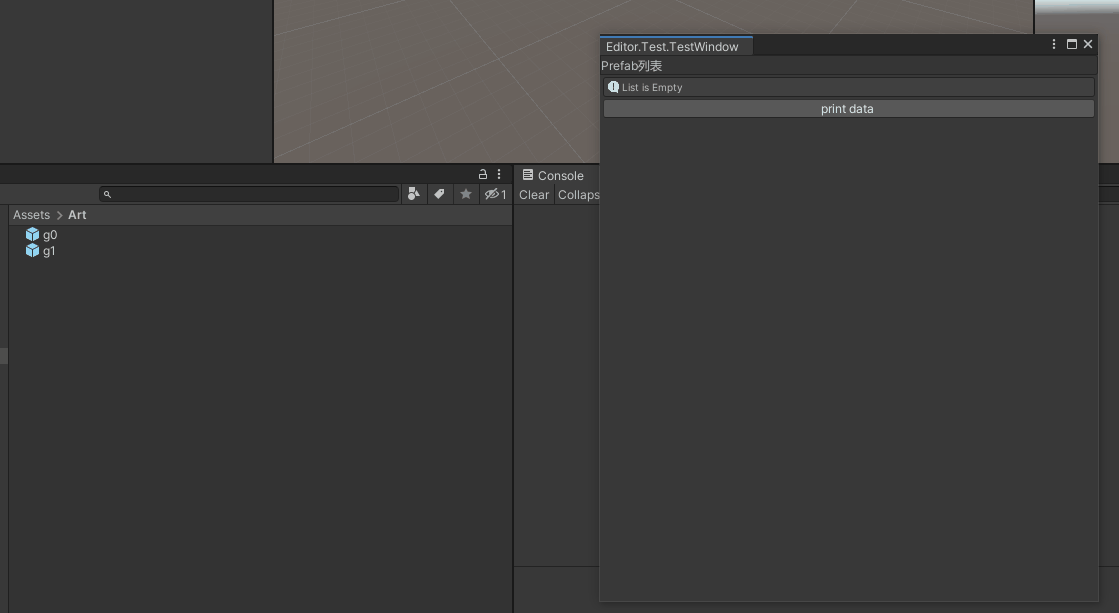 Editor.Test.TestWindow
Prefab列表
List is Empty
print data
1
Console
Clear
Collaps
Assets > Art
g0
g1